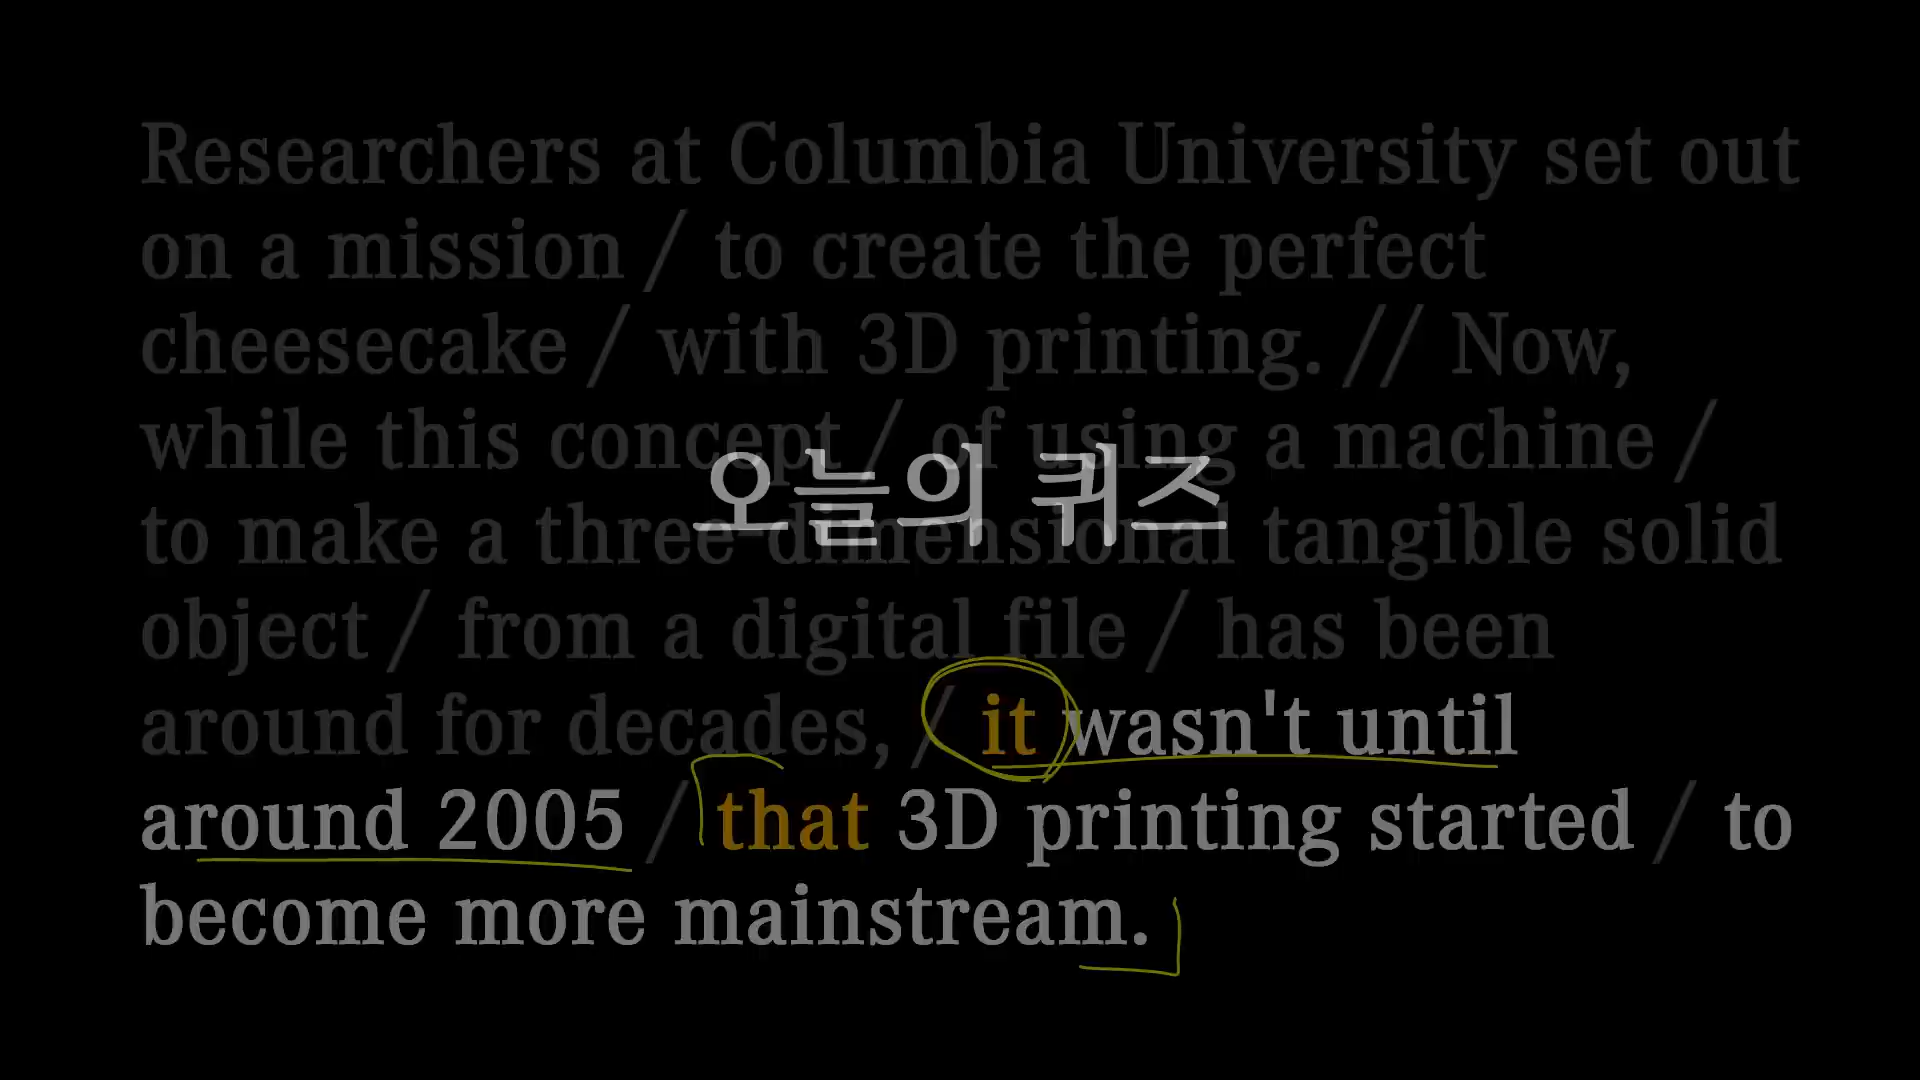 Researchers at Columbia University set out
on a mission / to create the perfect
cheesecake / with 3D printing. // Now,
while this concept / of using a machine /
오늘의 퀴즈
to make a three-dimensional tangible solid
object / from a digital file / has been
around for decades, / it wasn't until
around 2005 / that 3D printing started / to
become more mainstream.